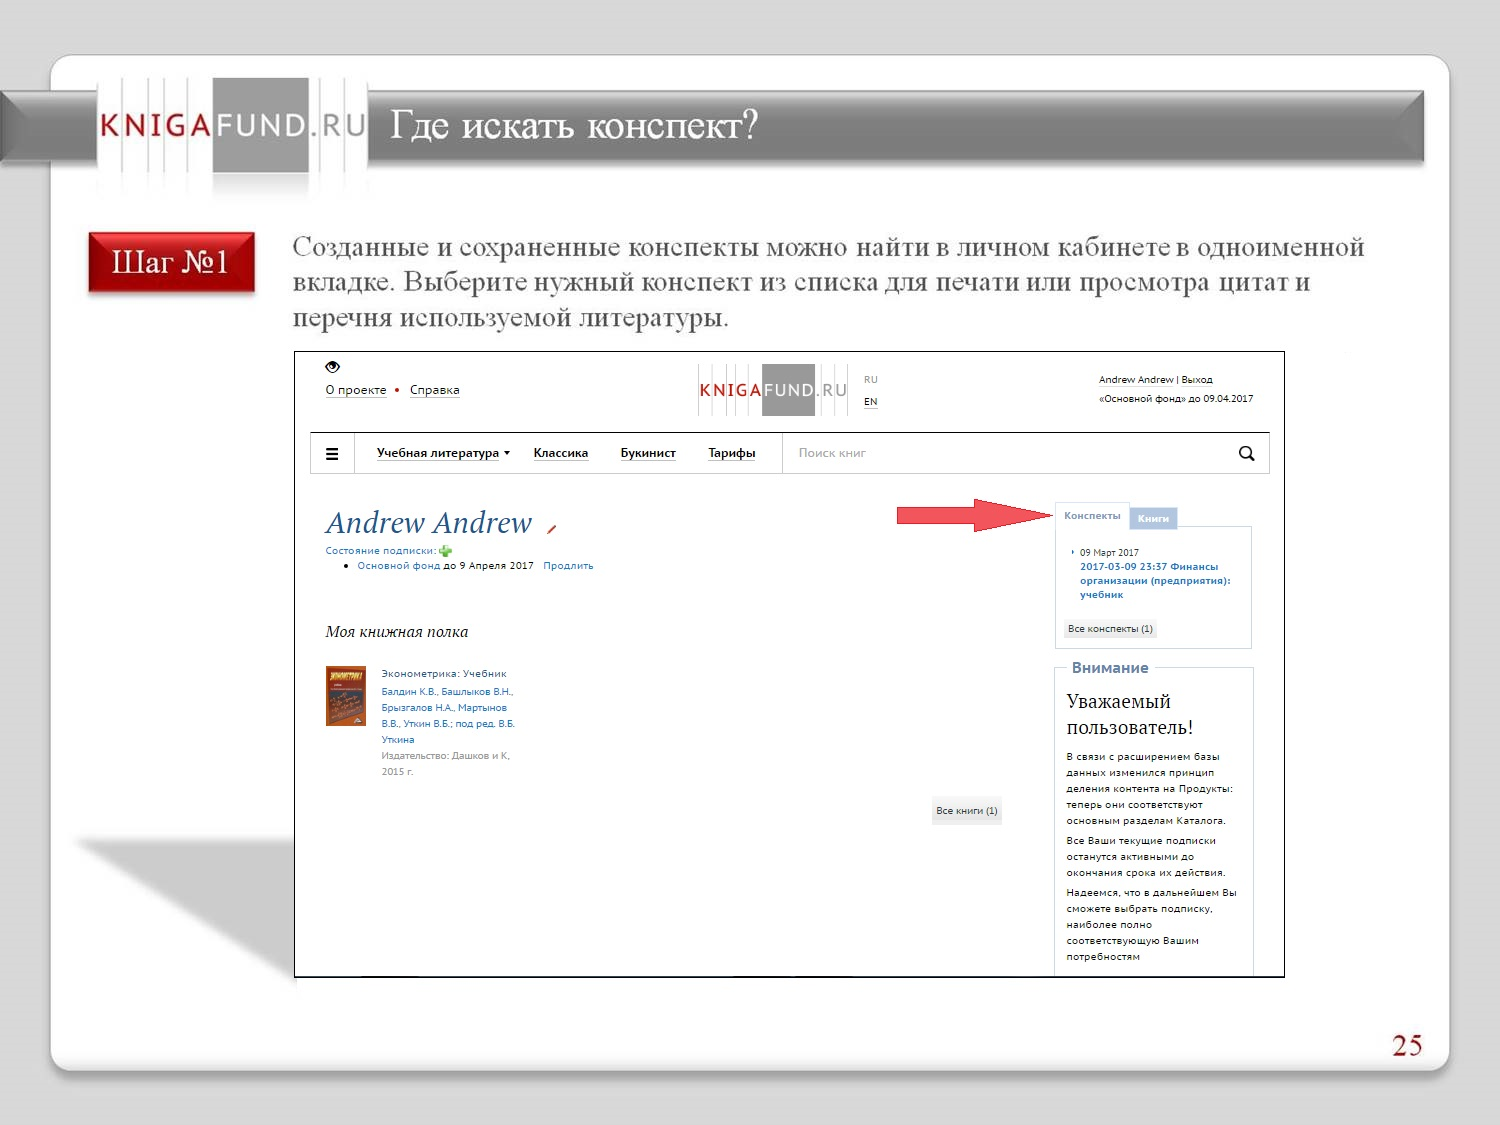 KNIGAFUND.RU
Где искать конспект?
Шаг №1
Созданные и сохраненные конспекты можно найти в личном кабинете в одноименной
вкладке. Выберите нужный конспект из списка для печати или просмотра цитат и
перечня используемой литературы.
О проекте • Справка
KNIGAFUND.RU
RU
EN
Andrew Andrew | Выход
«Основной фонд» до 09.04.2017
Учебная литература
Классика
Букинист
Тарифы
Поиск книг
Andrew Andrew
Состояние подписки:
• Основной фонд до 9 Апреля 2017 Продлить
Моя книжная полка
ЭКОНОМЕТРИКА
Эконометрика: Учебник
Балдин К.В., Башлыков В.Н.,
Брызгалов Н.А., Мартынов
В.В., Уткин В.Б.; под ред. В.Б.
Уткина
Издательство: Дашков и К,
2015 г.
Все книги (1)
Конспекты
Книги
09 Март 2017
2017-03-09 23:37 Финансы
организации (предприятия):
учебник
Все конспекты (1)
Внимание
Уважаемый
пользователь!
В связи с расширением базы
данных изменился принцип
деления контента на Продукты:
теперь они соответствуют
основным разделам Каталога.
Все Ваши текущие подписки
останутся активными до
окончания срока их действия.
Надеемся, что в дальнейшем Вы
сможете выбрать подписку,
наиболее полно
соответствующую Вашим
потребностям
25